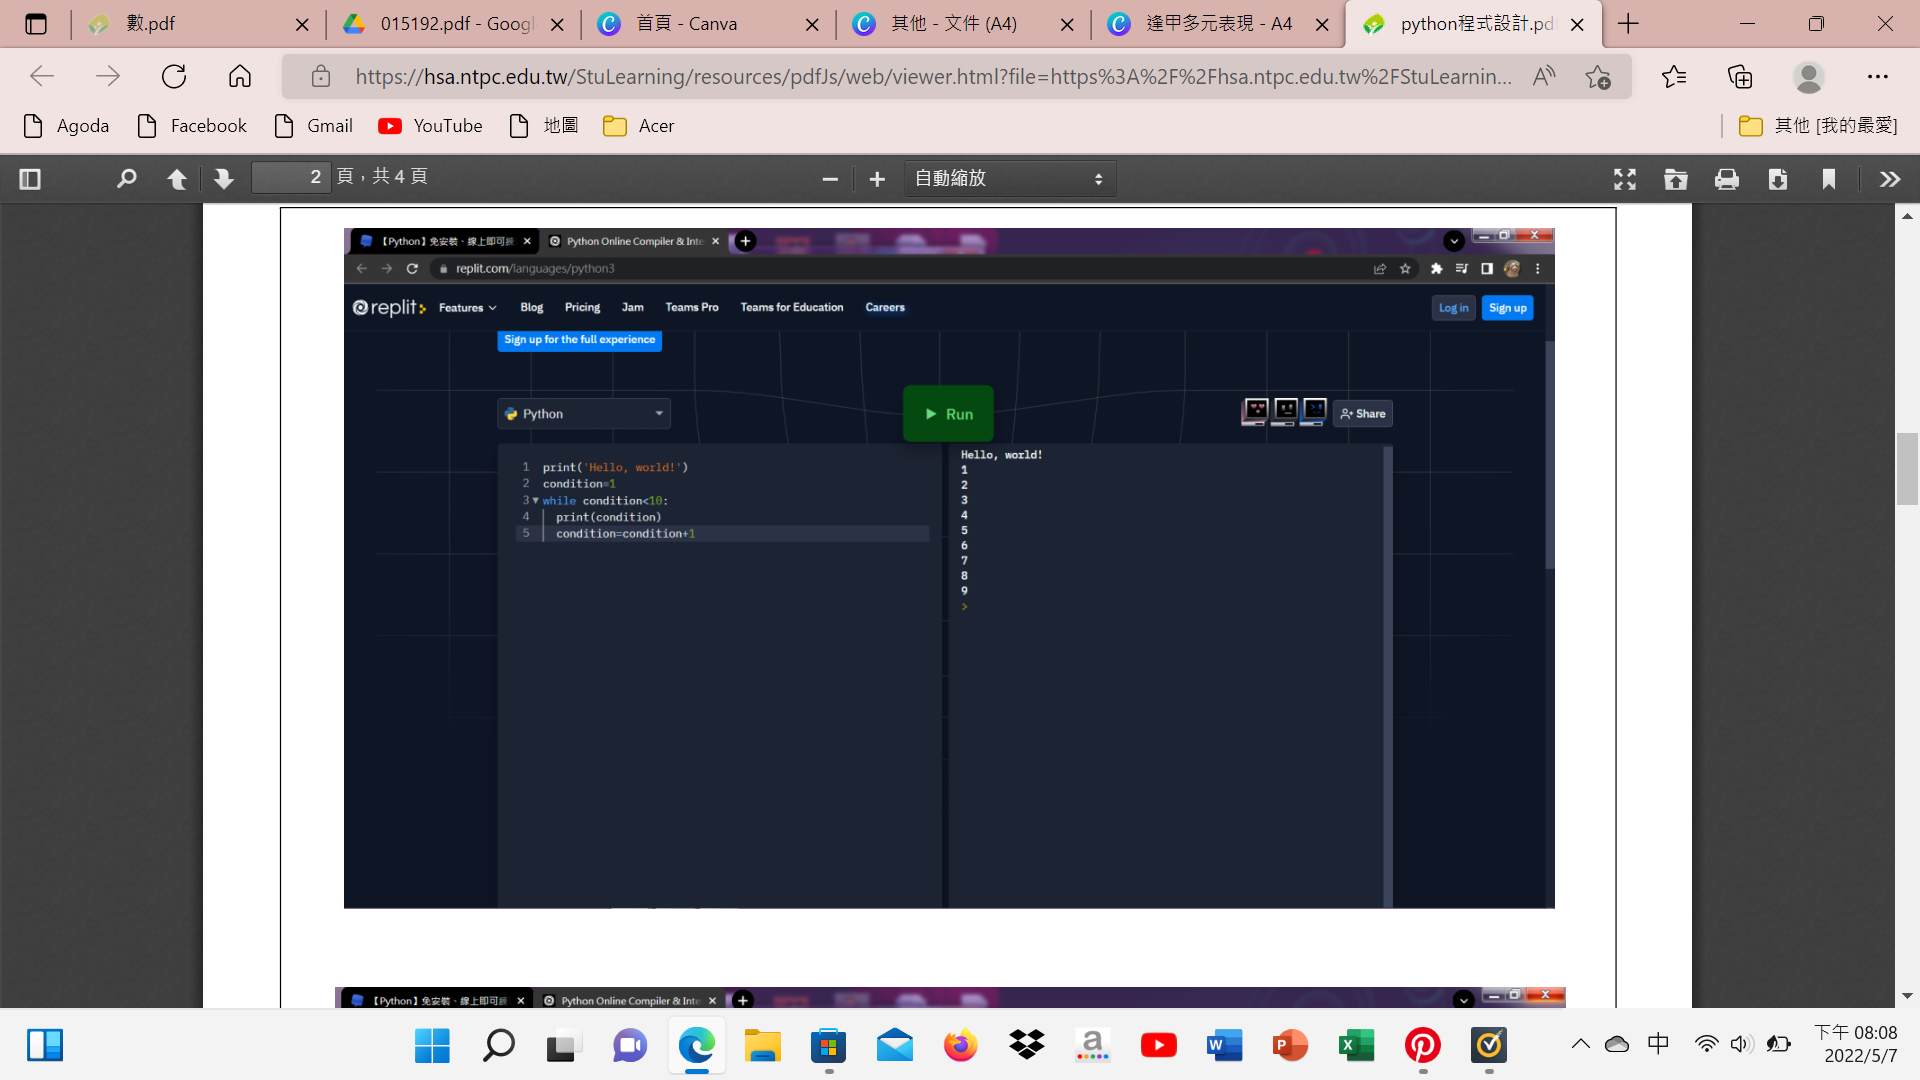 數.pdf
015192.pdf - Googl
首頁 - Canva
其他 - 文件 (A4)
逢甲多元表現 - A4
python程式設計.pdf
https://hsa.ntpc.edu.tw/StuLearning/resources/pdfJs/web/viewer.html?file=https%3A%2F%2Fhsa.ntpc.edu.tw%2FStuLearnin...
Agoda
Facebook
Gmail
YouTube
地圖
Acer
其他 [我的最愛]
2 頁，共 4 頁
自動縮放
【Python】免安裝、線上即可
Python Online Compiler & Inte
replit.com/languages/python3
replit
Features
Blog
Pricing
Jam
Teams Pro
Teams for Education
Careers
Log in
Sign up
Sign up for the full experience
Python
Run
Share
1 print('Hello, world!')
2 condition=1
3 while condition<10:
4 print(condition)
5 condition=condition+1
Hello, world!
1
2
3
4
5
6
7
8
9
>
【Python】免安裝、線上即可
Python Online Compiler & Inte
中
下午 08:08
2022/5/7